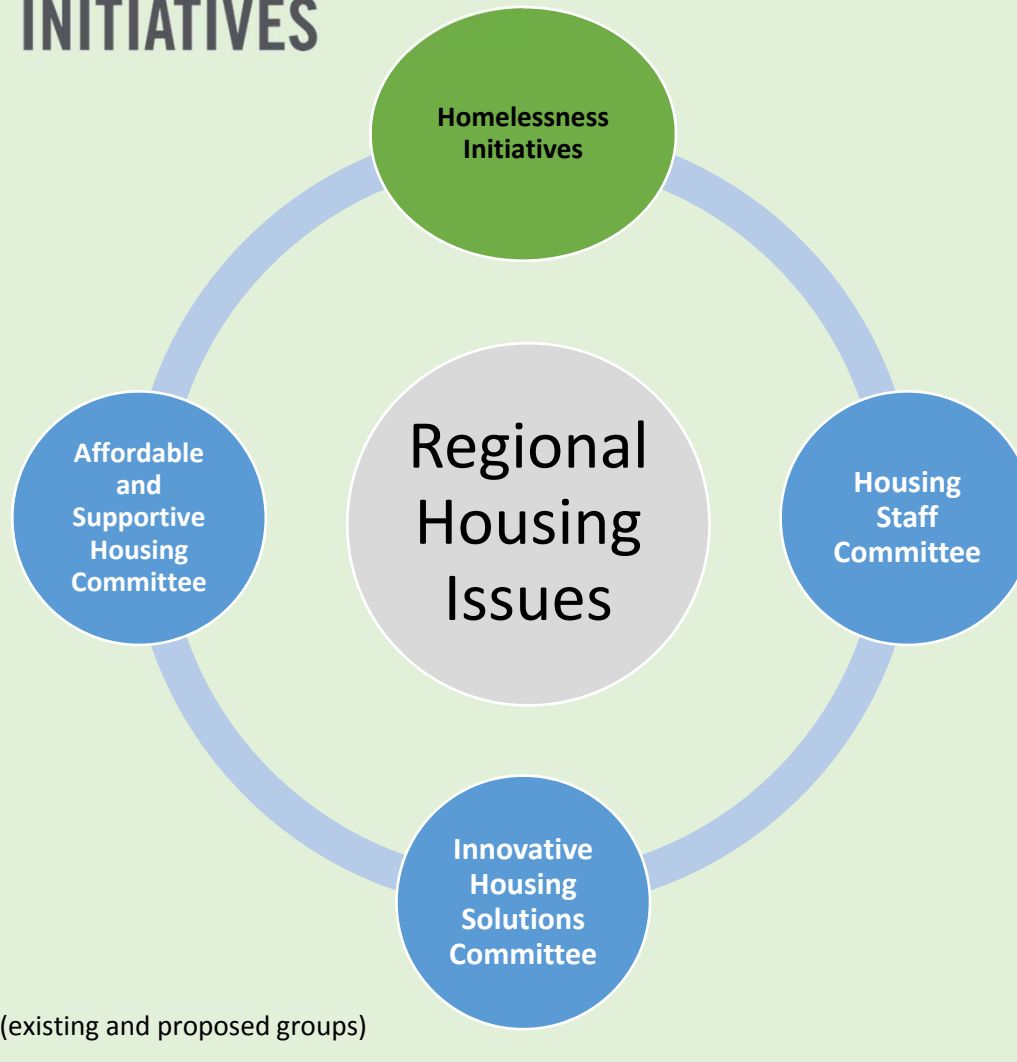 INITIATIVES
Homelessness
Initiatives
Affordable
and
Supportive
Housing
Committee
Regional
Housing
Issues
Housing
Staff
Committee
Innovative
Housing
Solutions
Committee
(existing and proposed groups)